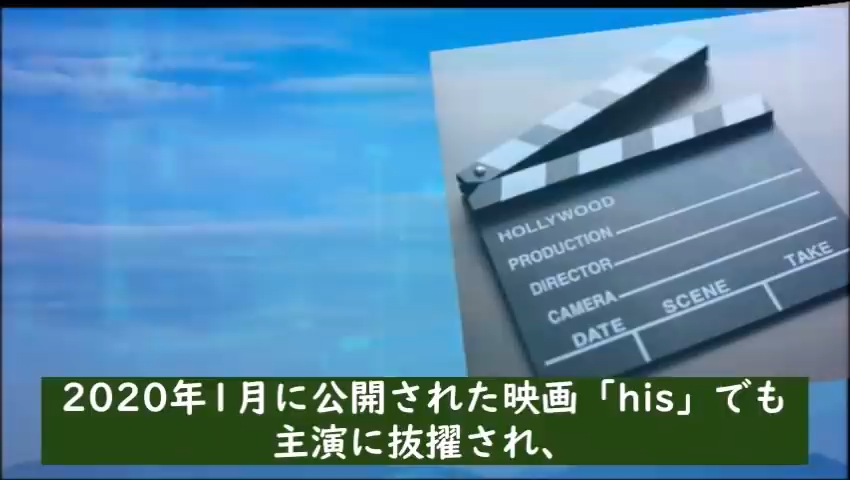 HOLLYWOOD
PRODUCTION
DIRECTOR
CAMERA
DATE SCENE TAKE
2020年1月に公開された映画「his」でも
主演に抜擢され、